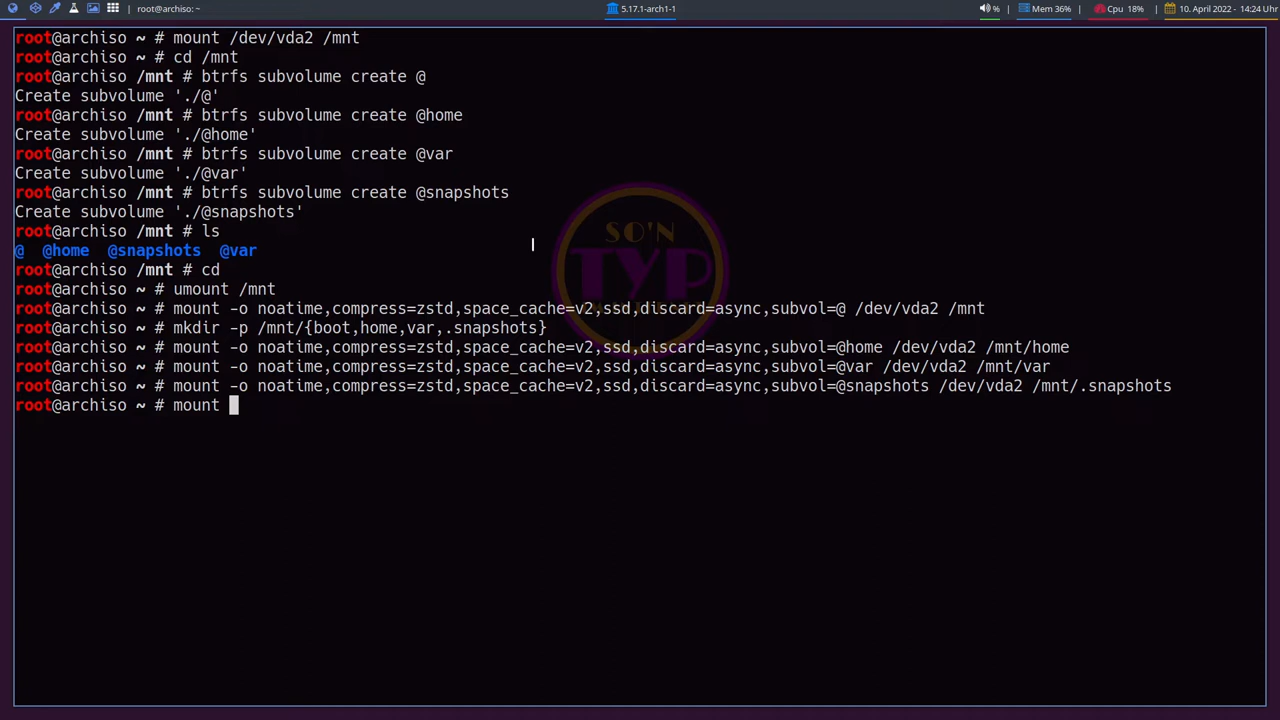 root@archiso: ~
5.17.1-arch1-1
%
Mem 36%
Cpu 18%
10. April 2022 - 14:24 Uhr
root@archiso ~ # mount /dev/vda2 /mnt
root@archiso ~ # cd /mnt
root@archiso /mnt # btrfs subvolume create @
Create subvolume './@'
root@archiso /mnt # btrfs subvolume create @home
Create subvolume './@home'
root@archiso /mnt # btrfs subvolume create @var
Create subvolume './@var'
root@archiso /mnt # btrfs subvolume create @snapshots
Create subvolume './@snapshots'
root@archiso /mnt # ls
@  @home  @snapshots  @var
root@archiso /mnt # cd
root@archiso ~ # umount /mnt
root@archiso ~ # mount -o noatime,compress=zstd,space_cache=v2,ssd,discard=async,subvol=@ /dev/vda2 /mnt
root@archiso ~ # mkdir -p /mnt/{boot,home,var,.snapshots}
root@archiso ~ # mount -o noatime,compress=zstd,space_cache=v2,ssd,discard=async,subvol=@home /dev/vda2 /mnt/home
root@archiso ~ # mount -o noatime,compress=zstd,space_cache=v2,ssd,discard=async,subvol=@var /dev/vda2 /mnt/var
root@archiso ~ # mount -o noatime,compress=zstd,space_cache=v2,ssd,discard=async,subvol=@snapshots /dev/vda2 /mnt/.snapshots
root@archiso ~ # mount
SO'N
TYP